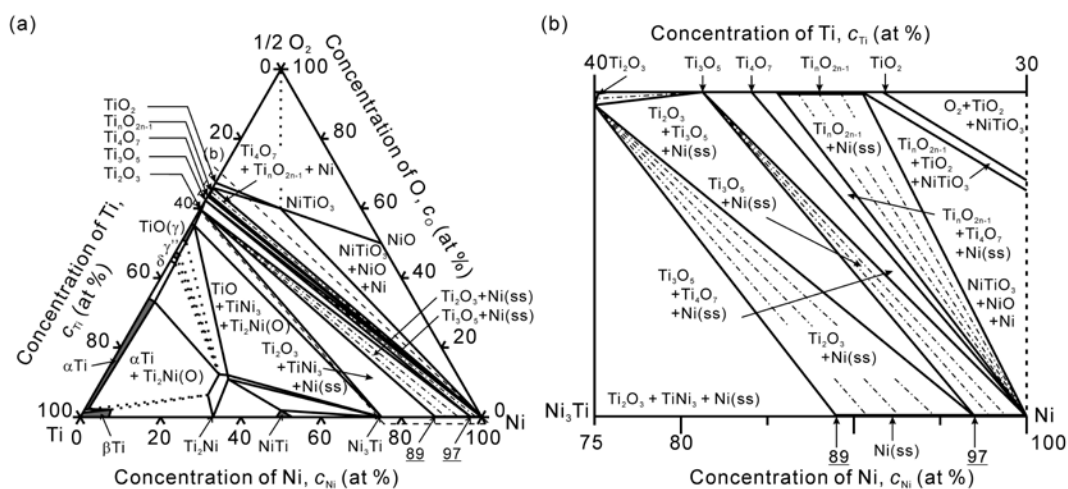 (a)
1/2 O₂
0
100
Concentration of O, c_O (at %)
TiO₂
TiₙO₂ₙ₋₁
Ti₄O₇
Ti₃O₅
Ti₂O₃
20
80
(b)
Ti₄O₇
+ TiₙO₂ₙ₋₁ + Ni
40
NiTiO₃
60
NiO
TiO(γ)
γ''
δ
NiTiO₃
+ NiO
+ Ni
40
60
Concentration of Ti,
c_Ti (at %)
TiO
+ TiNi₃
+ Ti₂Ni(O)
Ti₂O₃+Ni(ss)
Ti₃O₅+Ni(ss)
20
80
Ti₂O₃
+ TiNi₃
+Ni(ss)
αTi
αTi
+ Ti₂Ni(O)
100
0
Ti
Ni
0
20
40
60
80
100
βTi
Ti₂Ni
NiTi
Ni₃Ti
89
97
Concentration of Ni, c_Ni (at %)
(b)
Concentration of Ti, c_Ti (at %)
40
Ti₂O₃
Ti₃O₅
Ti₄O₇
TiₙO₂ₙ₋₁
TiO₂
30
Ti₂O₃
+ Ti₃O₅
+Ni(ss)
TiₙO₂ₙ₋₁
+Ni(ss)
O₂+TiO₂
+NiTiO₃
TiₙO₂ₙ₋₁
+ TiO₂
+NiTiO₃
Ti₃O₅
+Ni(ss)
TiₙO₂ₙ₋₁
+Ti₄O₇
+Ni(ss)
Ti₃O₅
+ Ti₄O₇
+Ni(ss)
NiTiO₃
+ NiO
+ Ni
Ti₂O₃
+Ni(ss)
Ni₃Ti
Ti₂O₃ + TiNi₃ + Ni(ss)
Ni
75
80
89
Ni(ss)
97
100
Concentration of Ni, c_Ni (at %)